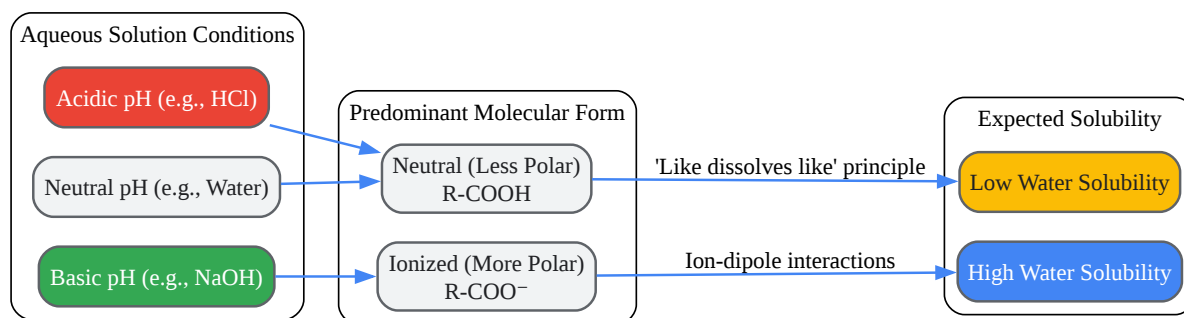 Aqueous Solution Conditions
Acidic pH (e.g., HCl)
Neutral pH (e.g., Water)
Basic pH (e.g., NaOH)
Predominant Molecular Form
Neutral (Less Polar)
R-COOH
Ionized (More Polar)
R-COO⁻
'Like dissolves like' principle
Ion-dipole interactions
Expected Solubility
Low Water Solubility
High Water Solubility